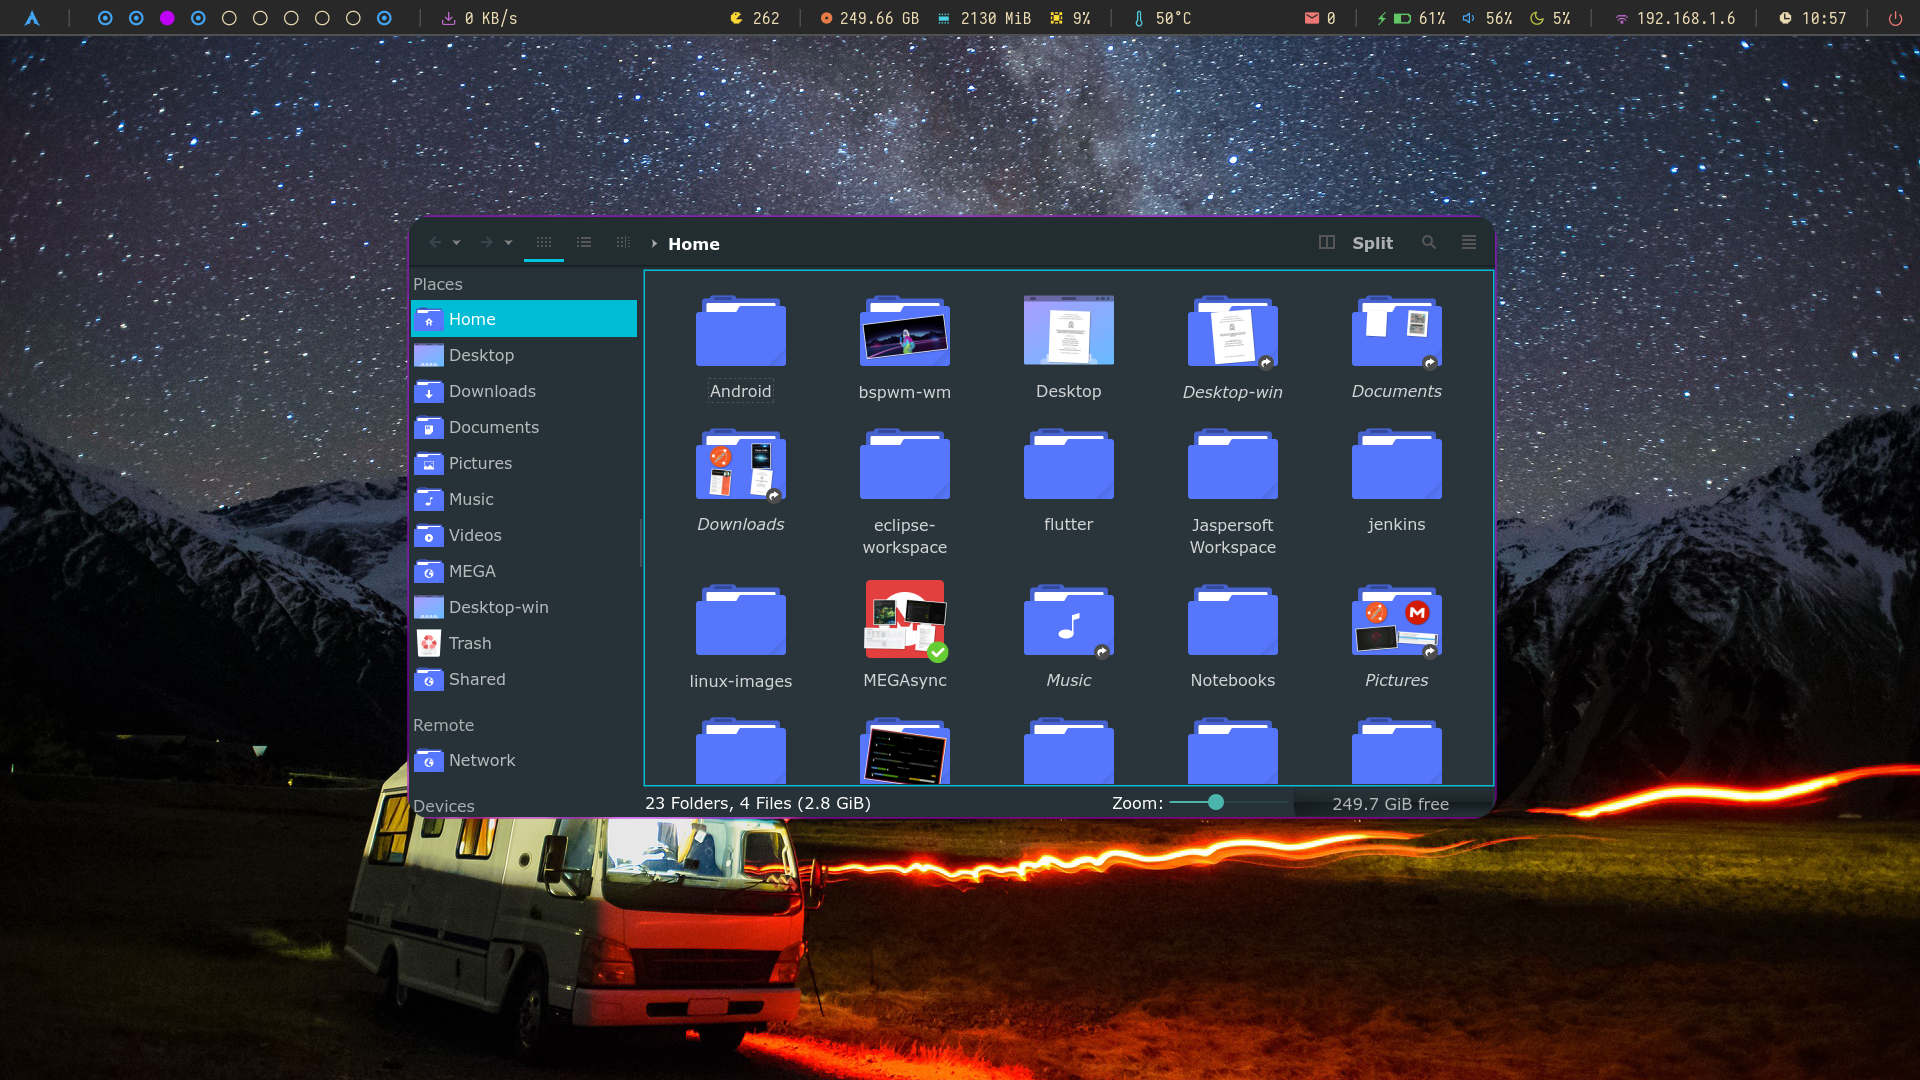 0 KB/s
262
249.66 GB
2130 MiB
9%
50°C
0
61%
56%
5%
192.168.1.6
10:57
Home
Split
Places
Home
Desktop
Downloads
Documents
Pictures
Music
Videos
MEGA
Desktop-win
Trash
Shared
Remote
Network
Devices
Android
bspwm-wm
Desktop
Desktop-win
Documents
Downloads
eclipse-
workspace
flutter
Jaspersoft
Workspace
jenkins
linux-images
MEGAsync
Music
Notebooks
Pictures
23 Folders, 4 Files (2.8 GiB)
Zoom:
249.7 GiB free